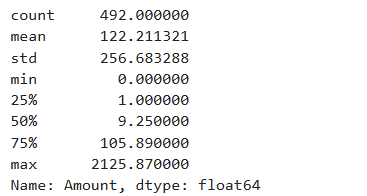 count 492.000000
mean 122.211321
std 256.683288
min 0.000000
25% 1.000000
50% 9.250000
75% 105.890000
max 2125.870000
Name: Amount, dtype: float64